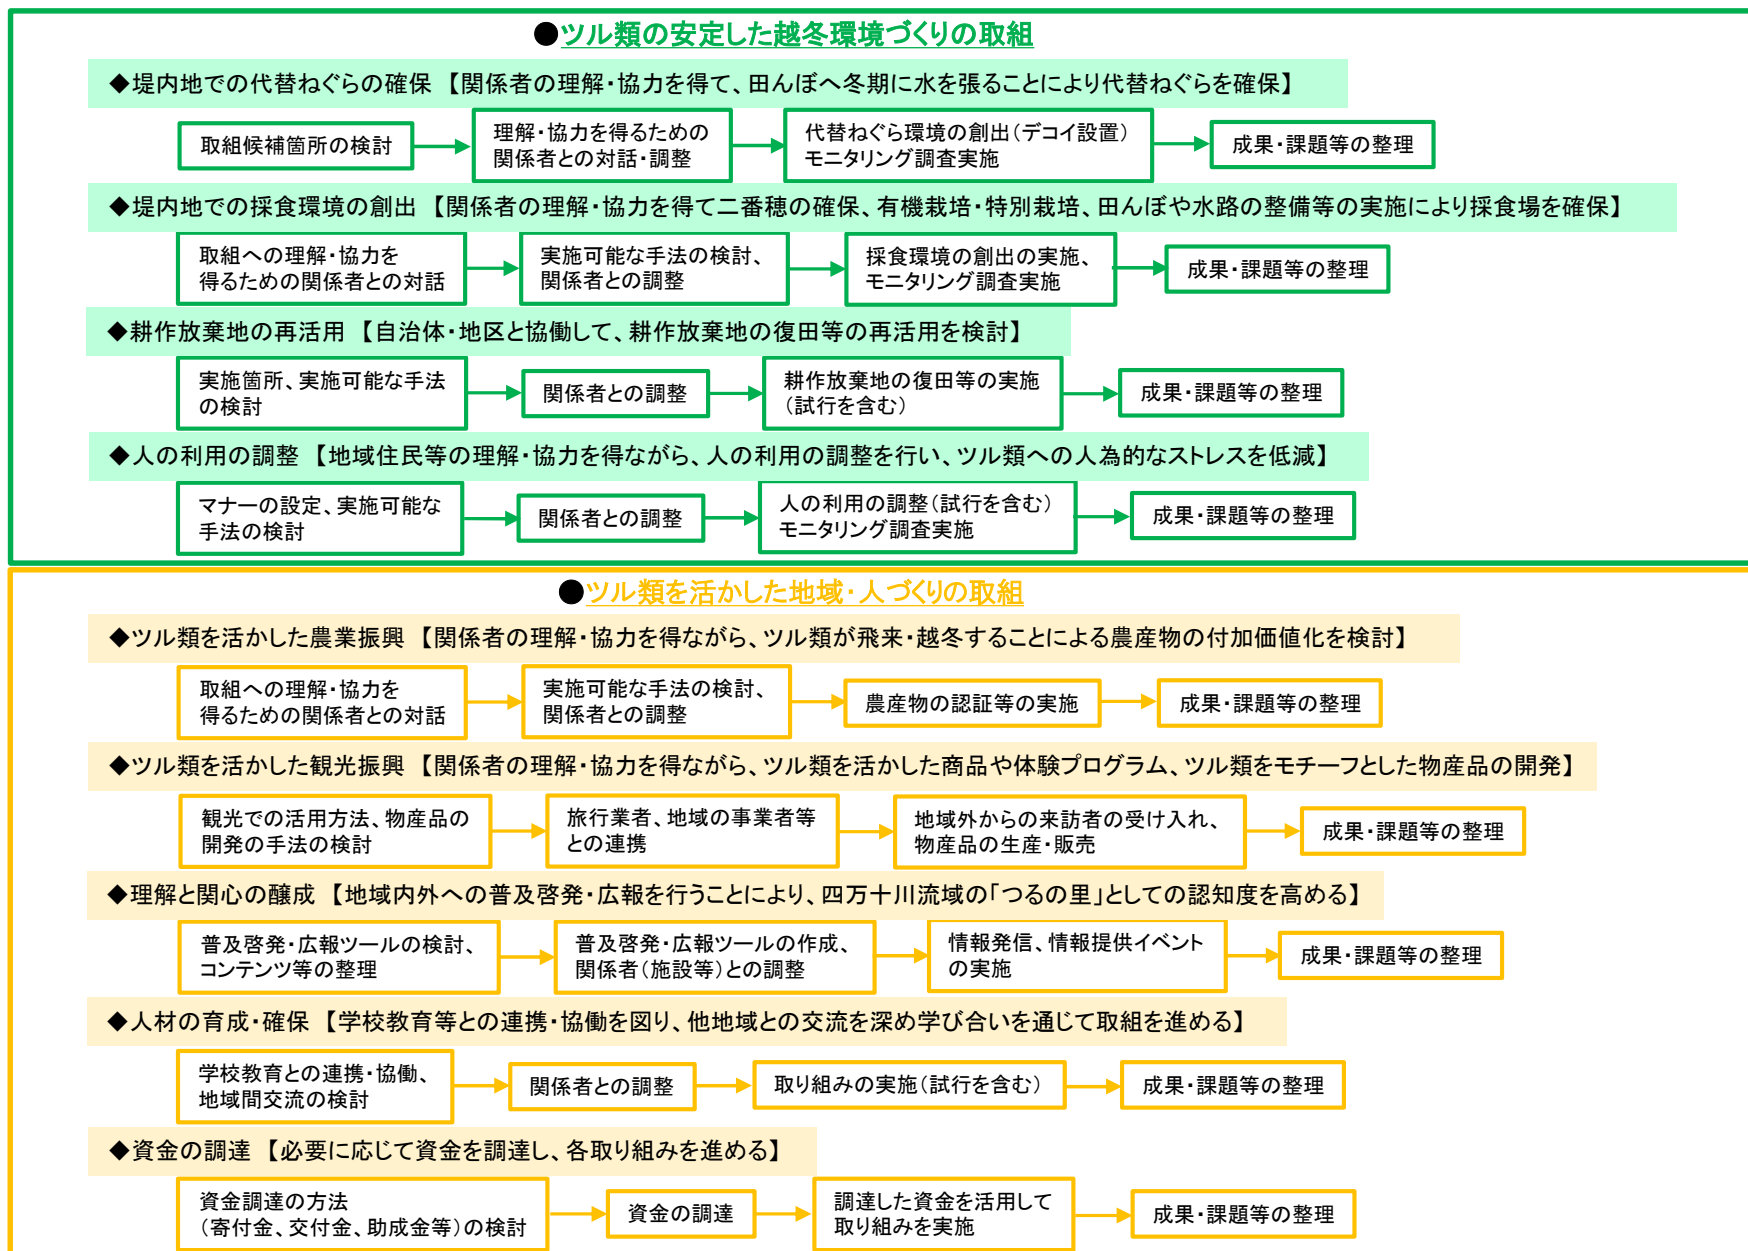 ●ツル類の安定した越冬環境づくりの取組
◆堤内地での代替ねぐらの確保 【関係者の理解・協力を得て、田んぼへ冬期に水を張ることにより代替ねぐらを確保】
取組候補箇所の検討
理解・協力を得るための
関係者との対話・調整
代替ねぐら環境の創出（デコイ設置）
モニタリング調査実施
成果・課題等の整理
◆堤内地での採食環境の創出 【関係者の理解・協力を得て二番穂の確保、有機栽培・特別栽培、田んぼや水路の整備等の実施により採食場を確保】
取組への理解・協力を
得るための関係者との対話
実施可能な手法の検討、
関係者との調整
採食環境の創出の実施、
モニタリング調査実施
成果・課題等の整理
◆耕作放棄地の再活用 【自治体・地区と協働して、耕作放棄地の復田等の再活用を検討】
実施箇所、実施可能な手法
の検討
関係者との調整
耕作放棄地の復田等の実施
（試行を含む）
成果・課題等の整理
◆人の利用の調整 【地域住民等の理解・協力を得ながら、人の利用の調整を行い、ツル類への人為的なストレスを低減】
マナーの設定、実施可能な
手法の検討
関係者との調整
人の利用の調整（試行を含む）
モニタリング調査実施
成果・課題等の整理
●ツル類を活かした地域・人づくりの取組
◆ツル類を活かした農業振興 【関係者の理解・協力を得ながら、ツル類が飛来・越冬することによる農産物の付加価値化を検討】
取組への理解・協力を
得るための関係者との対話
実施可能な手法の検討、
関係者との調整
農産物の認証等の実施
成果・課題等の整理
◆ツル類を活かした観光振興 【関係者の理解・協力を得ながら、ツル類を活かした商品や体験プログラム、ツル類をモチーフとした物産品の開発】
観光での活用方法、物産品の
開発の手法の検討
旅行業者、地域の事業者等
との連携
地域外からの来訪者の受け入れ、
物産品の生産・販売
成果・課題等の整理
◆理解と関心の醸成 【地域内外への普及啓発・広報を行うことにより、四万十川流域の「つるの里」としての認知度を高める】
普及啓発・広報ツールの検討、
コンテンツ等の整理
普及啓発・広報ツールの作成、
関係者（施設等）との調整
情報発信、情報提供イベント
の実施
成果・課題等の整理
◆人材の育成・確保 【学校教育等との連携・協働を図り、他地域との交流を深め学び合いを通じて取組を進める】
学校教育との連携・協働、
地域間交流の検討
関係者との調整
取り組みの実施（試行を含む）
成果・課題等の整理
◆資金の調達 【必要に応じて資金を調達し、各取り組みを進める】
資金調達の方法
（寄付金、交付金、助成金等）の検討
資金の調達
調達した資金を活用して
取り組みを実施
成果・課題等の整理